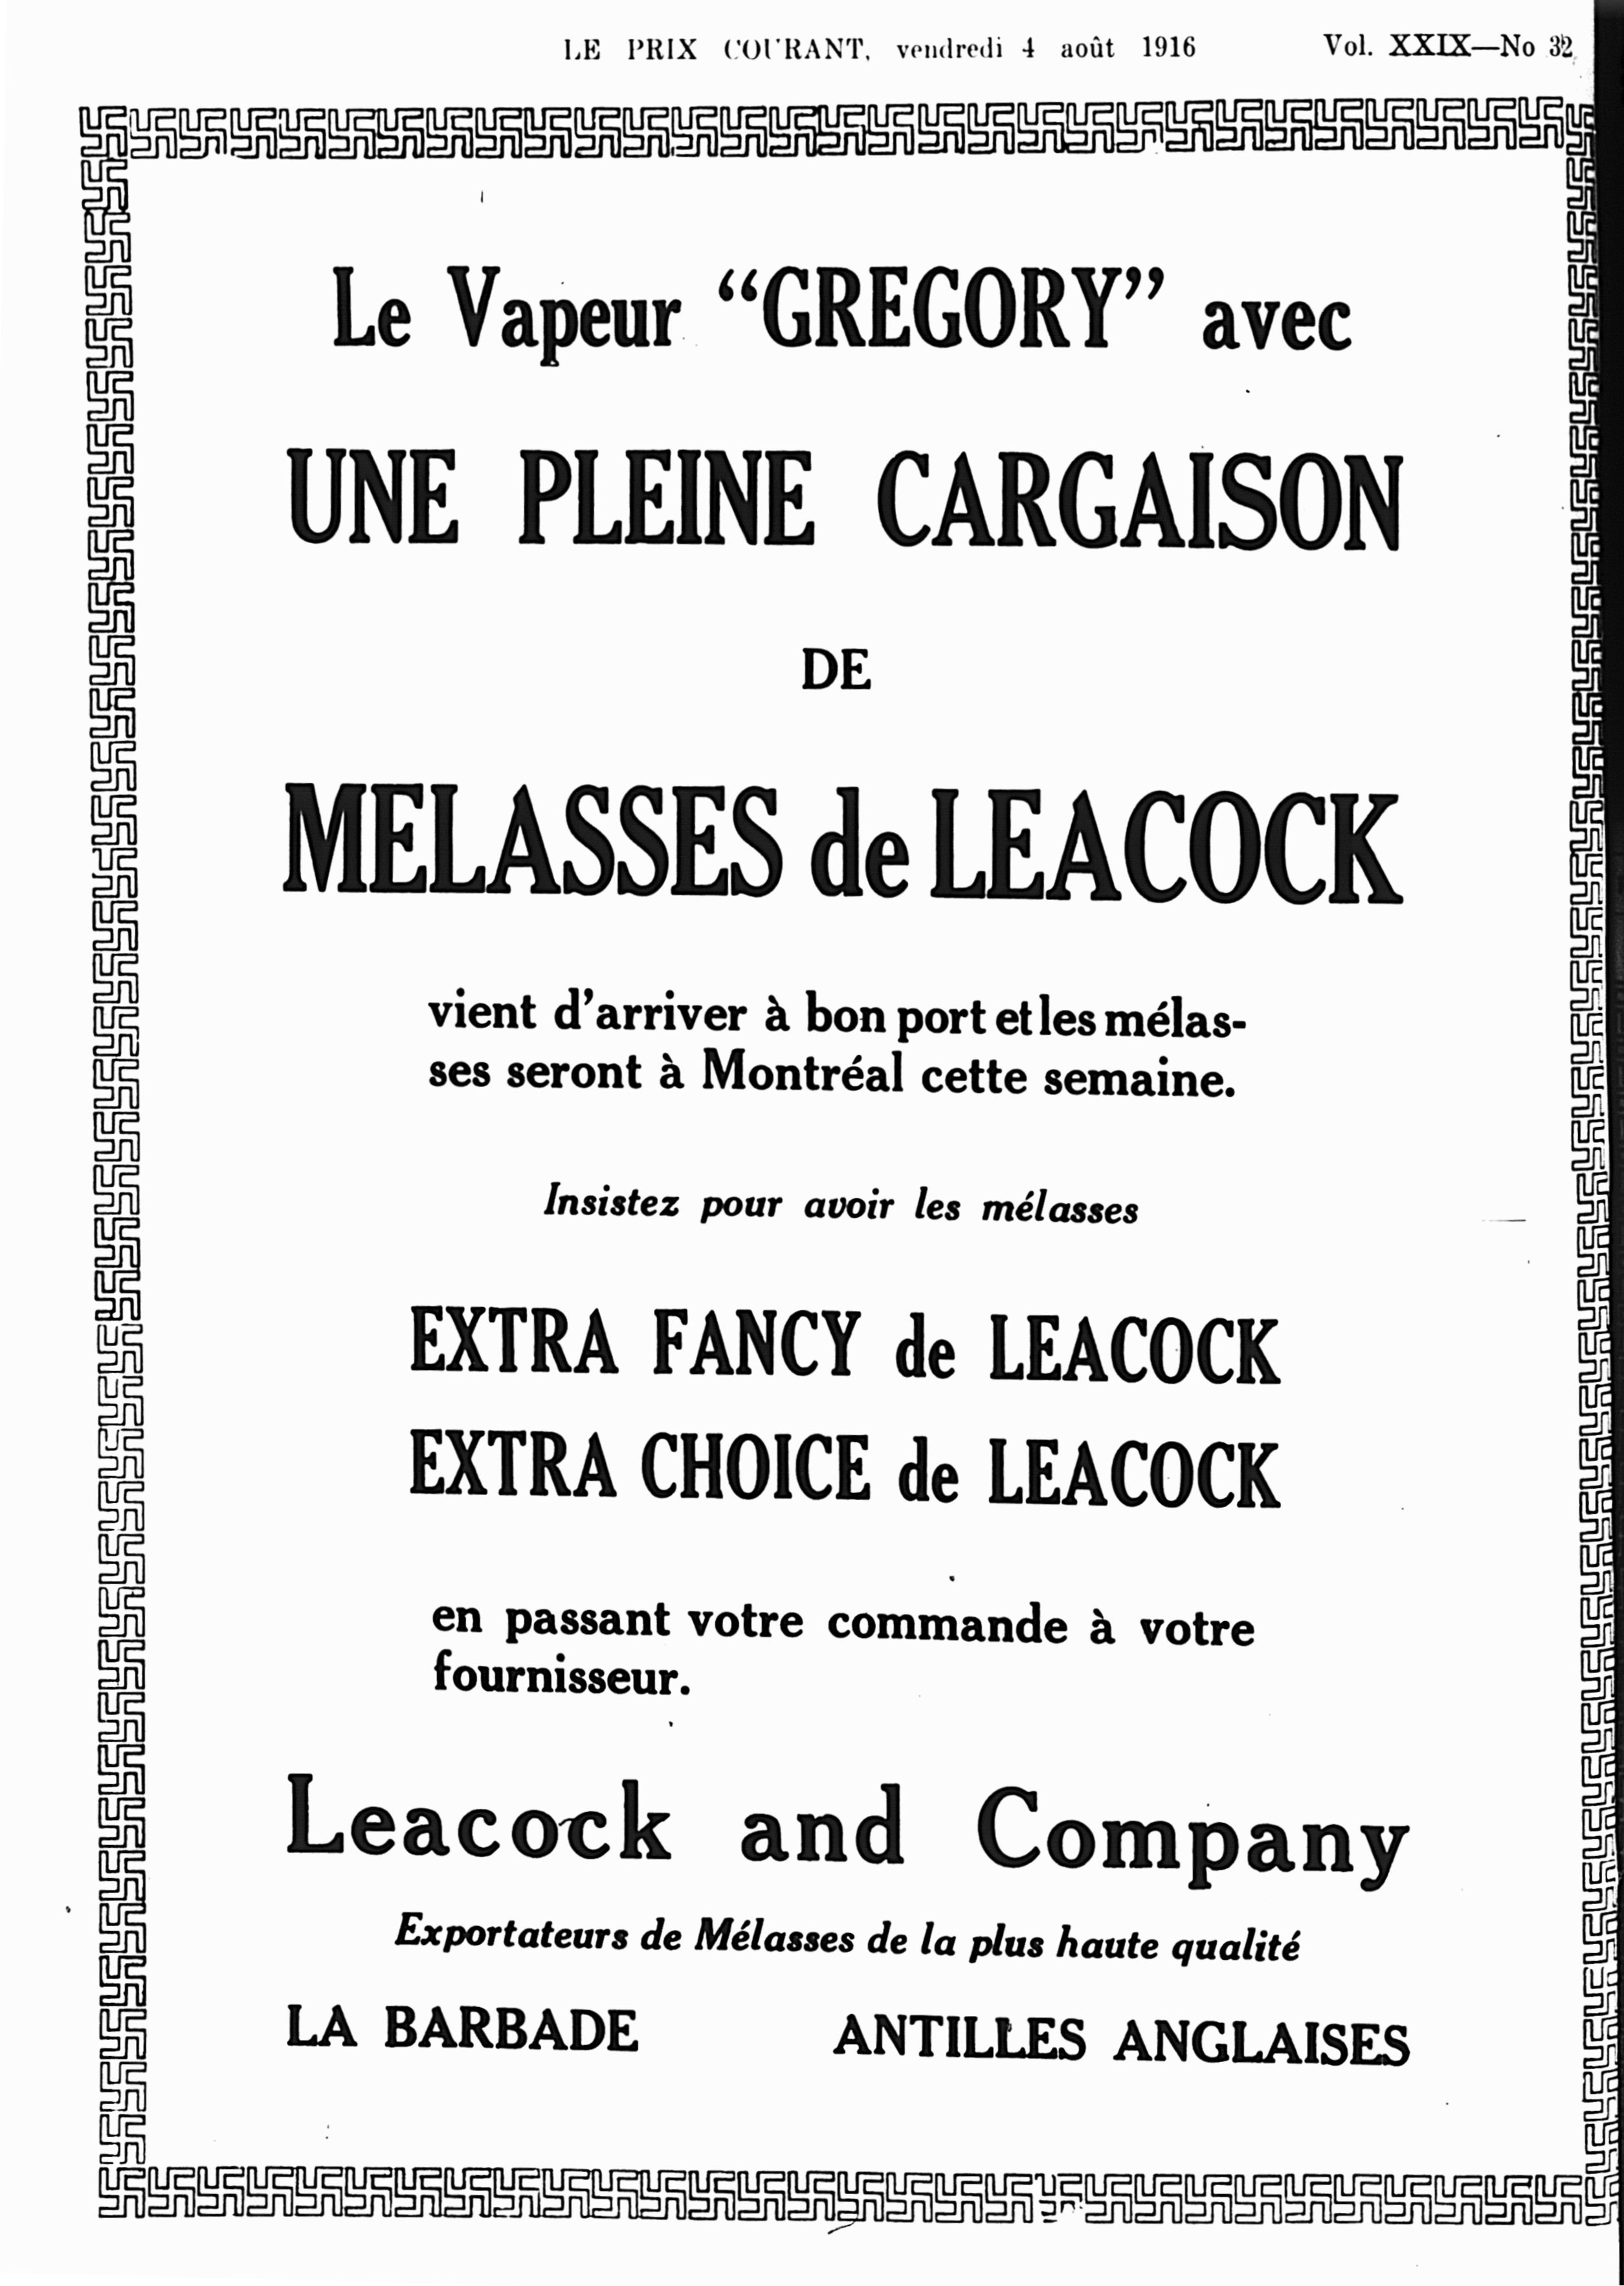 LE PRIX COURANT, vendredi 4 août 1916 Vol. XXIX—No 32
Le Vapeur “GREGORY” avec
UNE PLEINE CARGAISON
DE
MELASSES de LEACOCK
vient d’arriver à bon port et les mélas-
ses seront à Montréal cette semaine.
Insistez pour avoir les mélasses
EXTRA FANCY de LEACOCK
EXTRA CHOICE de LEACOCK
en passant votre commande à votre
fournisseur.
Leacock and Company
Exportateurs de Mélasses de la plus haute qualité
LA BARBADE ANTILLES ANGLAISES